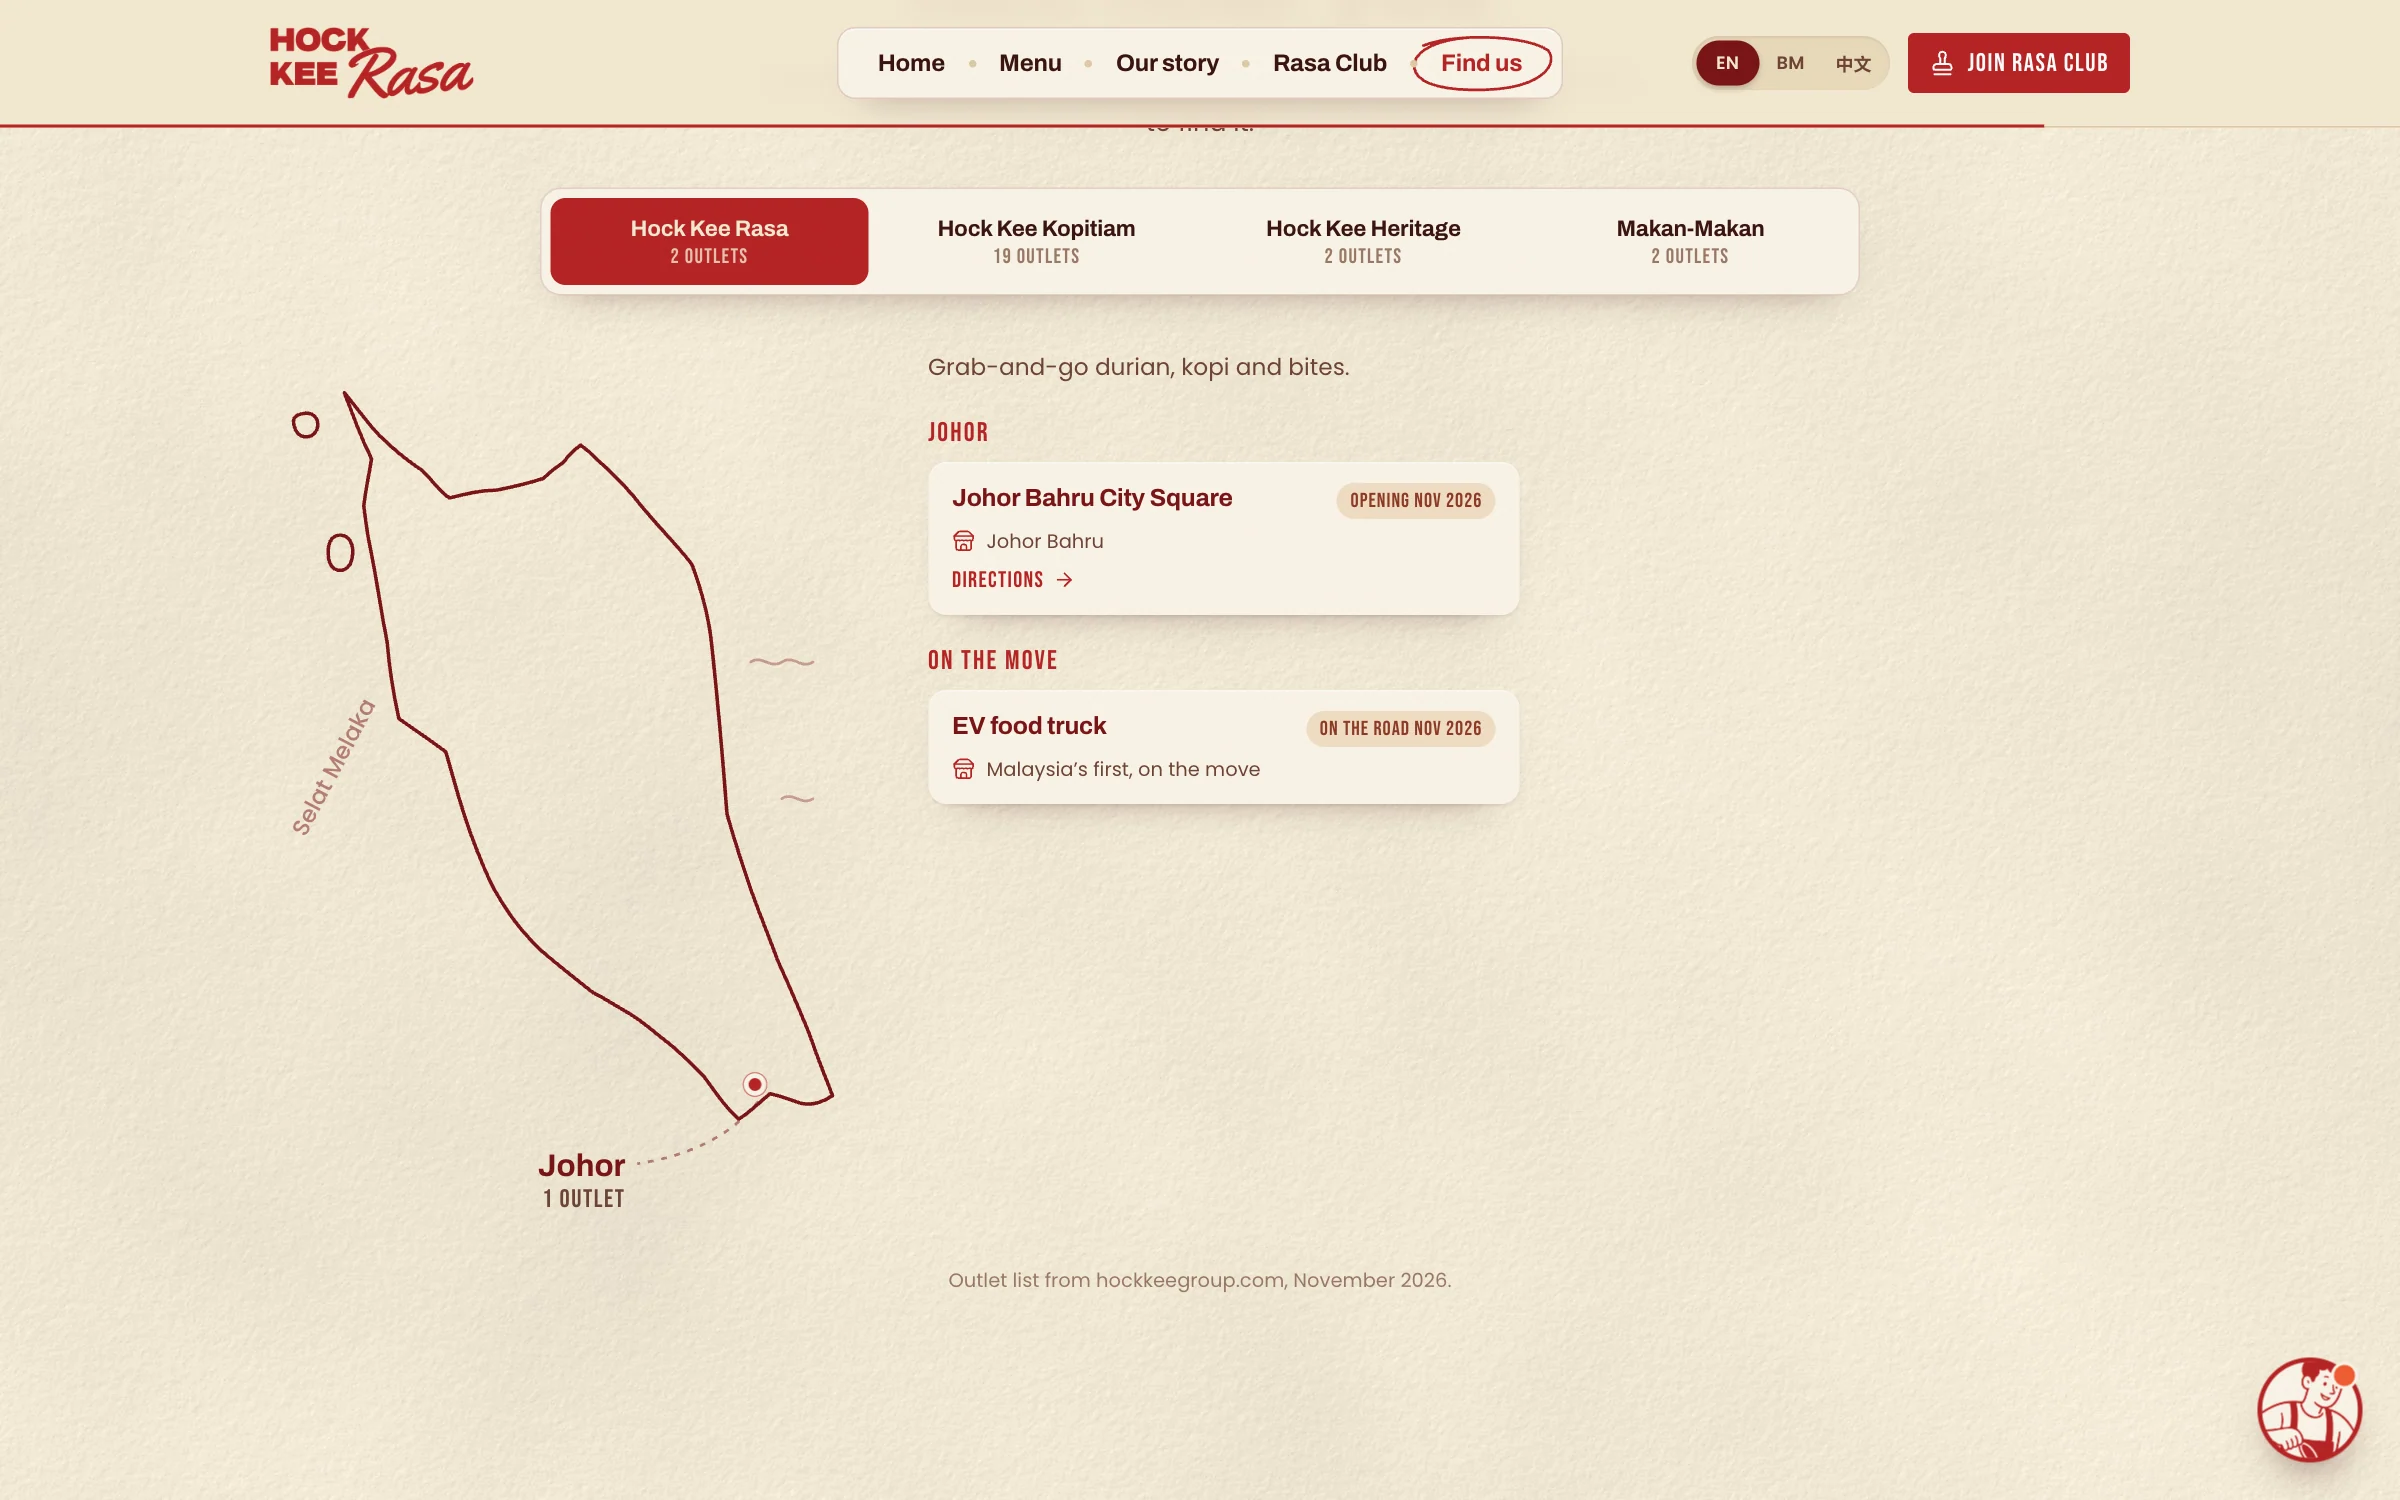 HOCK
KEE Rasa
Home • Menu • Our story • Rasa Club • Find us
EN BM 中文
JOIN RASA CLUB
to find it.
Hock Kee Rasa
2 OUTLETS
Hock Kee Kopitiam
19 OUTLETS
Hock Kee Heritage
2 OUTLETS
Makan-Makan
2 OUTLETS
Grab-and-go durian, kopi and bites.
JOHOR
Johor Bahru City Square
OPENING NOV 2026
Johor Bahru
DIRECTIONS →
ON THE MOVE
EV food truck
ON THE ROAD NOV 2026
Malaysia’s first, on the move
Selat Melaka
Johor
1 OUTLET
Outlet list from hockkeegroup.com, November 2026.